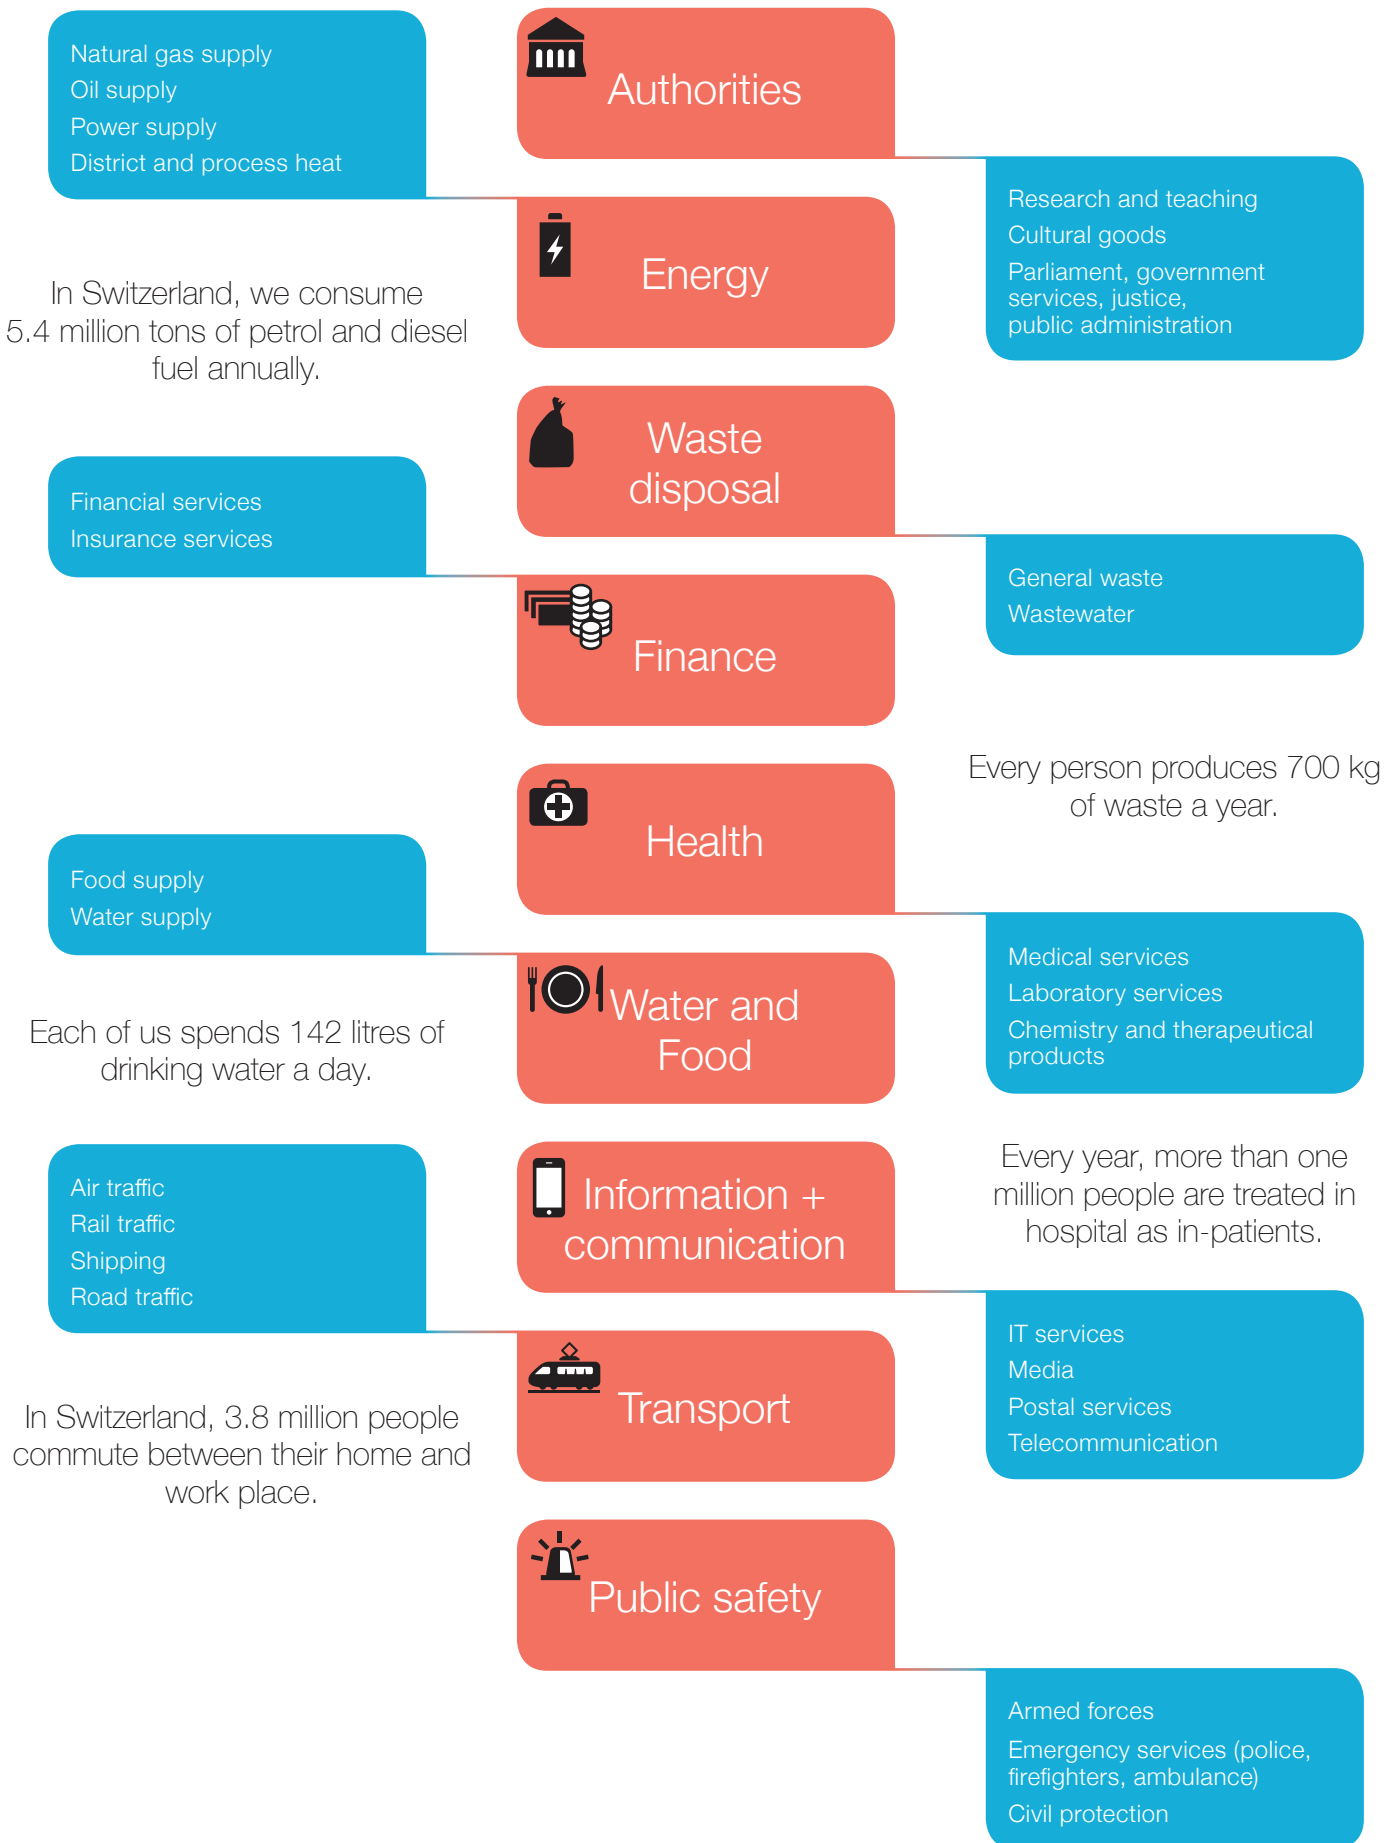 Natural gas supply
Oil supply
Power supply
District and process heat
Authorities
Research and teaching
Cultural goods
Parliament, government
services, justice,
public administration
Energy
In Switzerland, we consume
5.4 million tons of petrol and diesel
fuel annually.
Waste
disposal
General waste
Wastewater
Financial services
Insurance services
Finance
Every person produces 700 kg
of waste a year.
Health
Medical services
Laboratory services
Chemistry and therapeutical
products
Food supply
Water supply
Water and
Food
Each of us spends 142 litres of
drinking water a day.
Every year, more than one
million people are treated in
hospital as in-patients.
Information +
communication
IT services
Media
Postal services
Telecommunication
Air traffic
Rail traffic
Shipping
Road traffic
Transport
In Switzerland, 3.8 million people
commute between their home and
work place.
Public safety
Armed forces
Emergency services (police,
firefighters, ambulance)
Civil protection